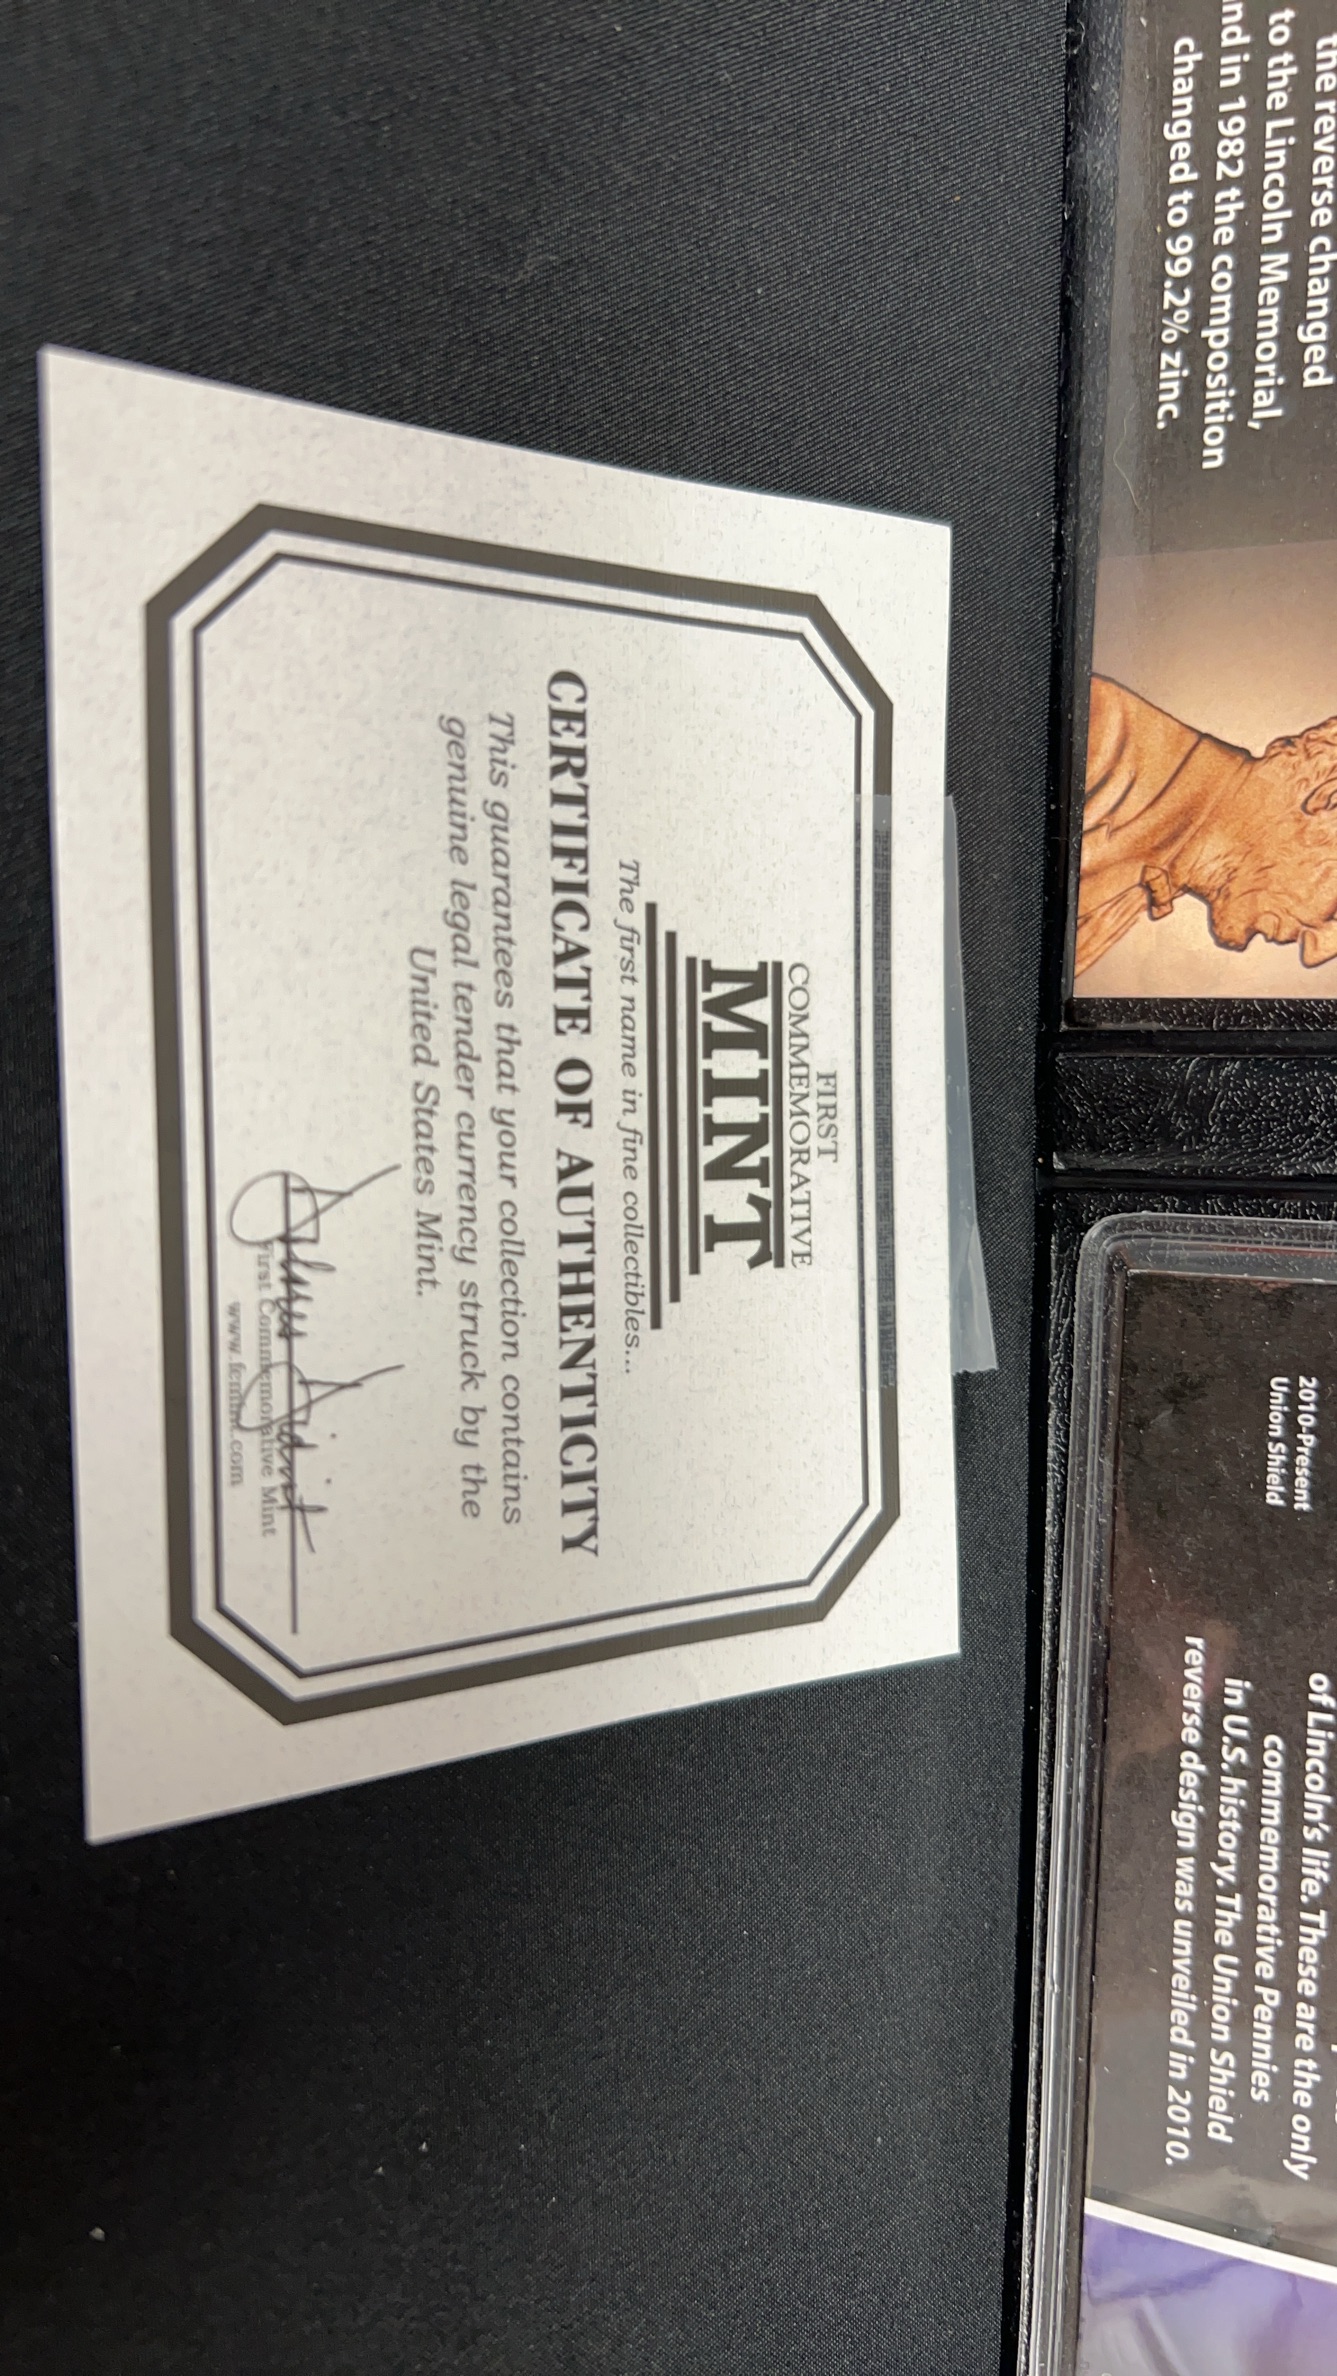 FIRST
COMMEMORATIVE
MINT
The first name in fine collectibles...
CERTIFICATE OF AUTHENTICITY
This guarantees that your collection contains
genuine legal tender currency struck by the
United States Mint.
First Commemorative Mint
www.fcmint.com
the reverse changed
to the Lincoln Memorial,
nd in 1982 the composition
changed to 99.2% zinc.
2010-Present
Union Shield
of Lincoln's life. These are the only
commemorative Pennies
in U.S. history. The Union Shield
reverse design was unveiled in 2010.